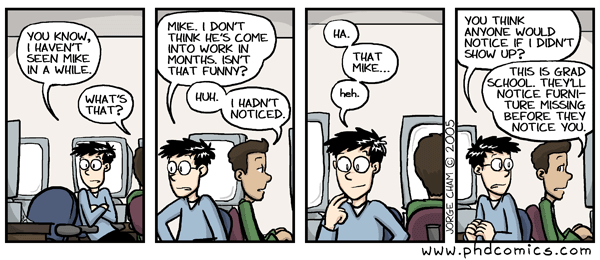 YOU KNOW,
I HAVEN'T
SEEN MIKE
IN A WHILE.
WHAT'S
THAT?
MIKE. I DON'T
THINK HE'S COME
INTO WORK IN
MONTHS. ISN'T
THAT FUNNY?
HUH.
I HADN'T
NOTICED.
HA.
THAT
MIKE...
heh.
JORGE CHAM © 2005
YOU THINK
ANYONE WOULD
NOTICE IF I DIDN'T
SHOW UP?
THIS IS GRAD
SCHOOL. THEY'LL
NOTICE FURNI-
TURE MISSING
BEFORE THEY
NOTICE YOU.
www.phdcomics.com